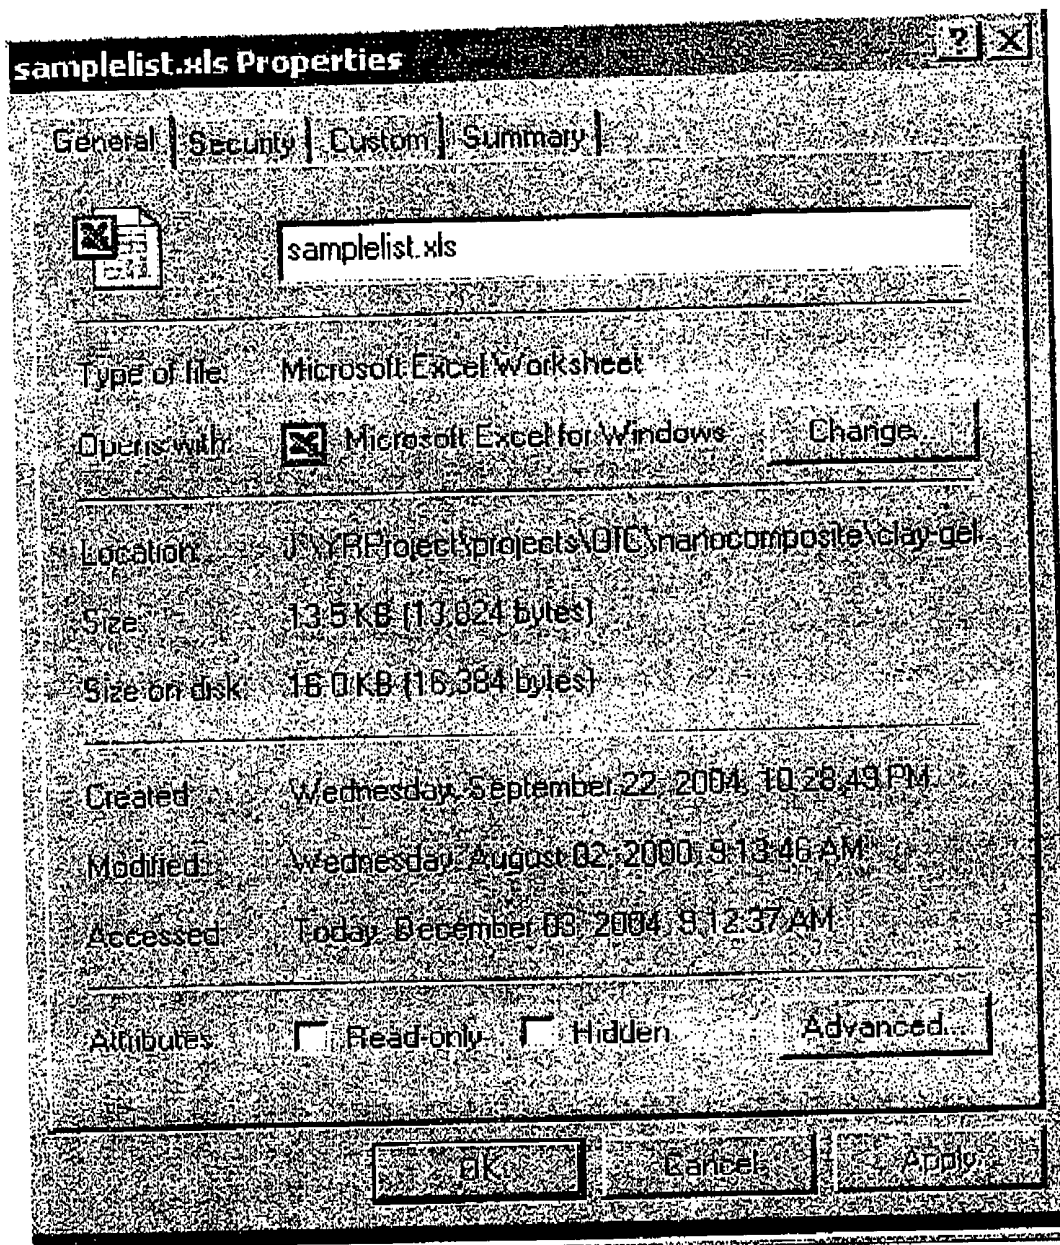 samplelist.xls Properties
General Security Custom Summary
samplelist.xls
Type of file: Microsoft Excel Worksheet
Opens with: Microsoft Excel for Windows Change...
Location: J:\YRProject\projects\OTC\nanocomposite\clay-gel
Size: 13.5 KB (13,824 bytes)
Size on disk: 16.0 KB (16,384 bytes)
Created: Wednesday, September 22, 2004, 10:28:49 PM
Modified: Wednesday, August 02, 2000, 9:13:46 AM
Accessed: Today, December 03, 2004, 9:12:37 AM
Attributes: Read-only Hidden Advanced...
OK Cancel Apply